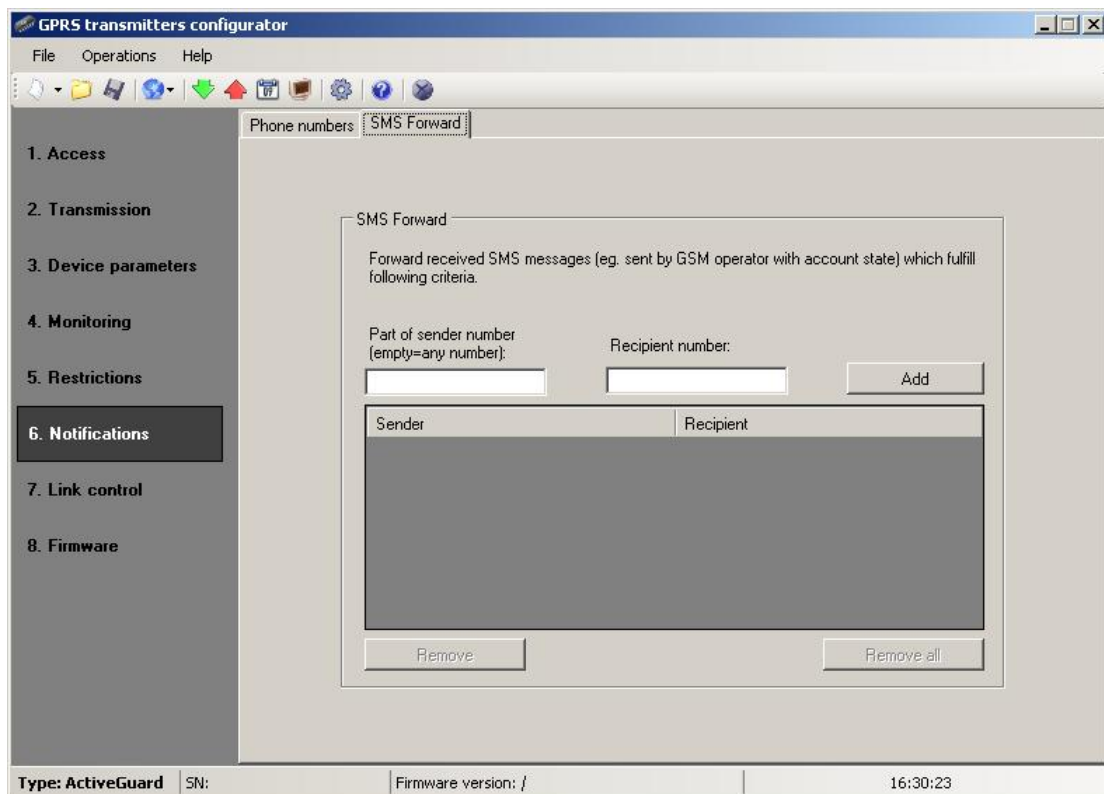 GPRS transmitters configurator
File Operations Help
Phone numbers SMS Forward
1. Access
2. Transmission
3. Device parameters
4. Monitoring
5. Restrictions
6. Notifications
7. Link control
8. Firmware
SMS Forward
Forward received SMS messages (eg. sent by GSM operator with account state) which fulfill
following criteria.
Part of sender number
(empty=any number):
Recipient number:
Add
Sender Recipient
Remove Remove all
Type: ActiveGuard SN: Firmware version: / 16:30:23